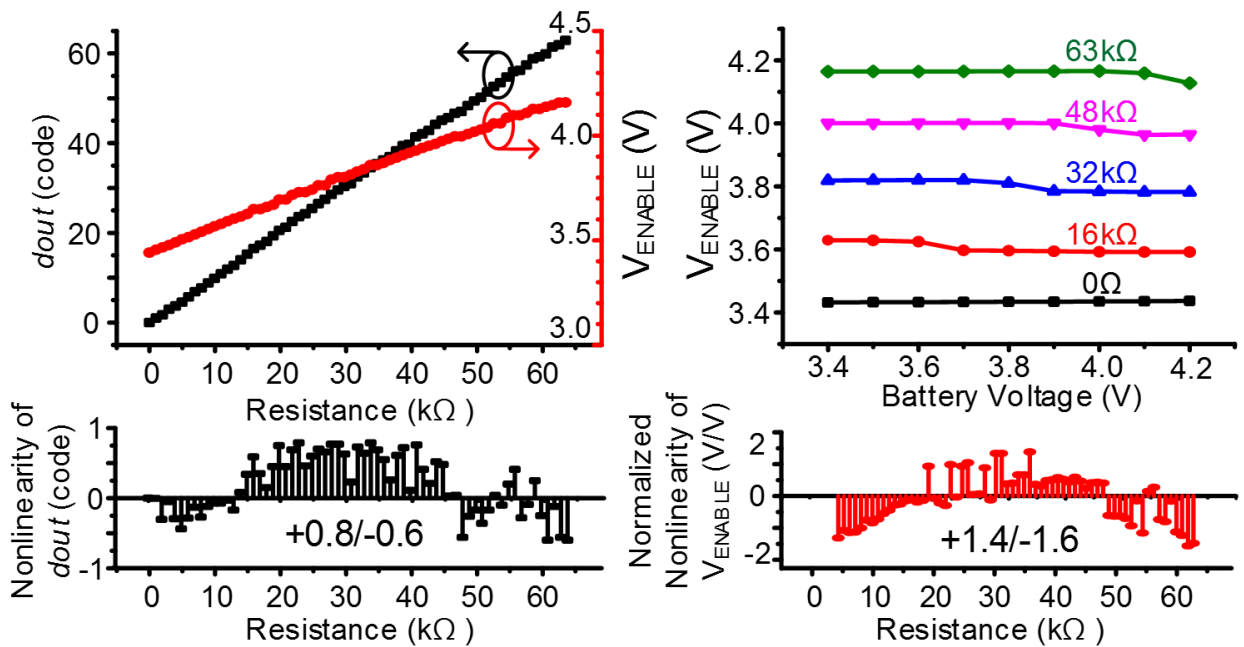 60
40
20
0
dout (code)
4.5
4.0
3.5
3.0
V_ENABLE (V)
0 10 20 30 40 50 60
Resistance (kΩ)
4.2
4.0
3.8
3.6
3.4
V_ENABLE (V)
63kΩ
48kΩ
32kΩ
16kΩ
0Ω
3.4 3.6 3.8 4.0 4.2
Battery Voltage (V)
1
0
-1
Nonlinearity of
dout (code)
+0.8/-0.6
0 10 20 30 40 50 60
Resistance (kΩ)
2
0
-2
Normalized
Nonlinearity of
V_ENABLE (V/V)
+1.4/-1.6
0 10 20 30 40 50 60
Resistance (kΩ)